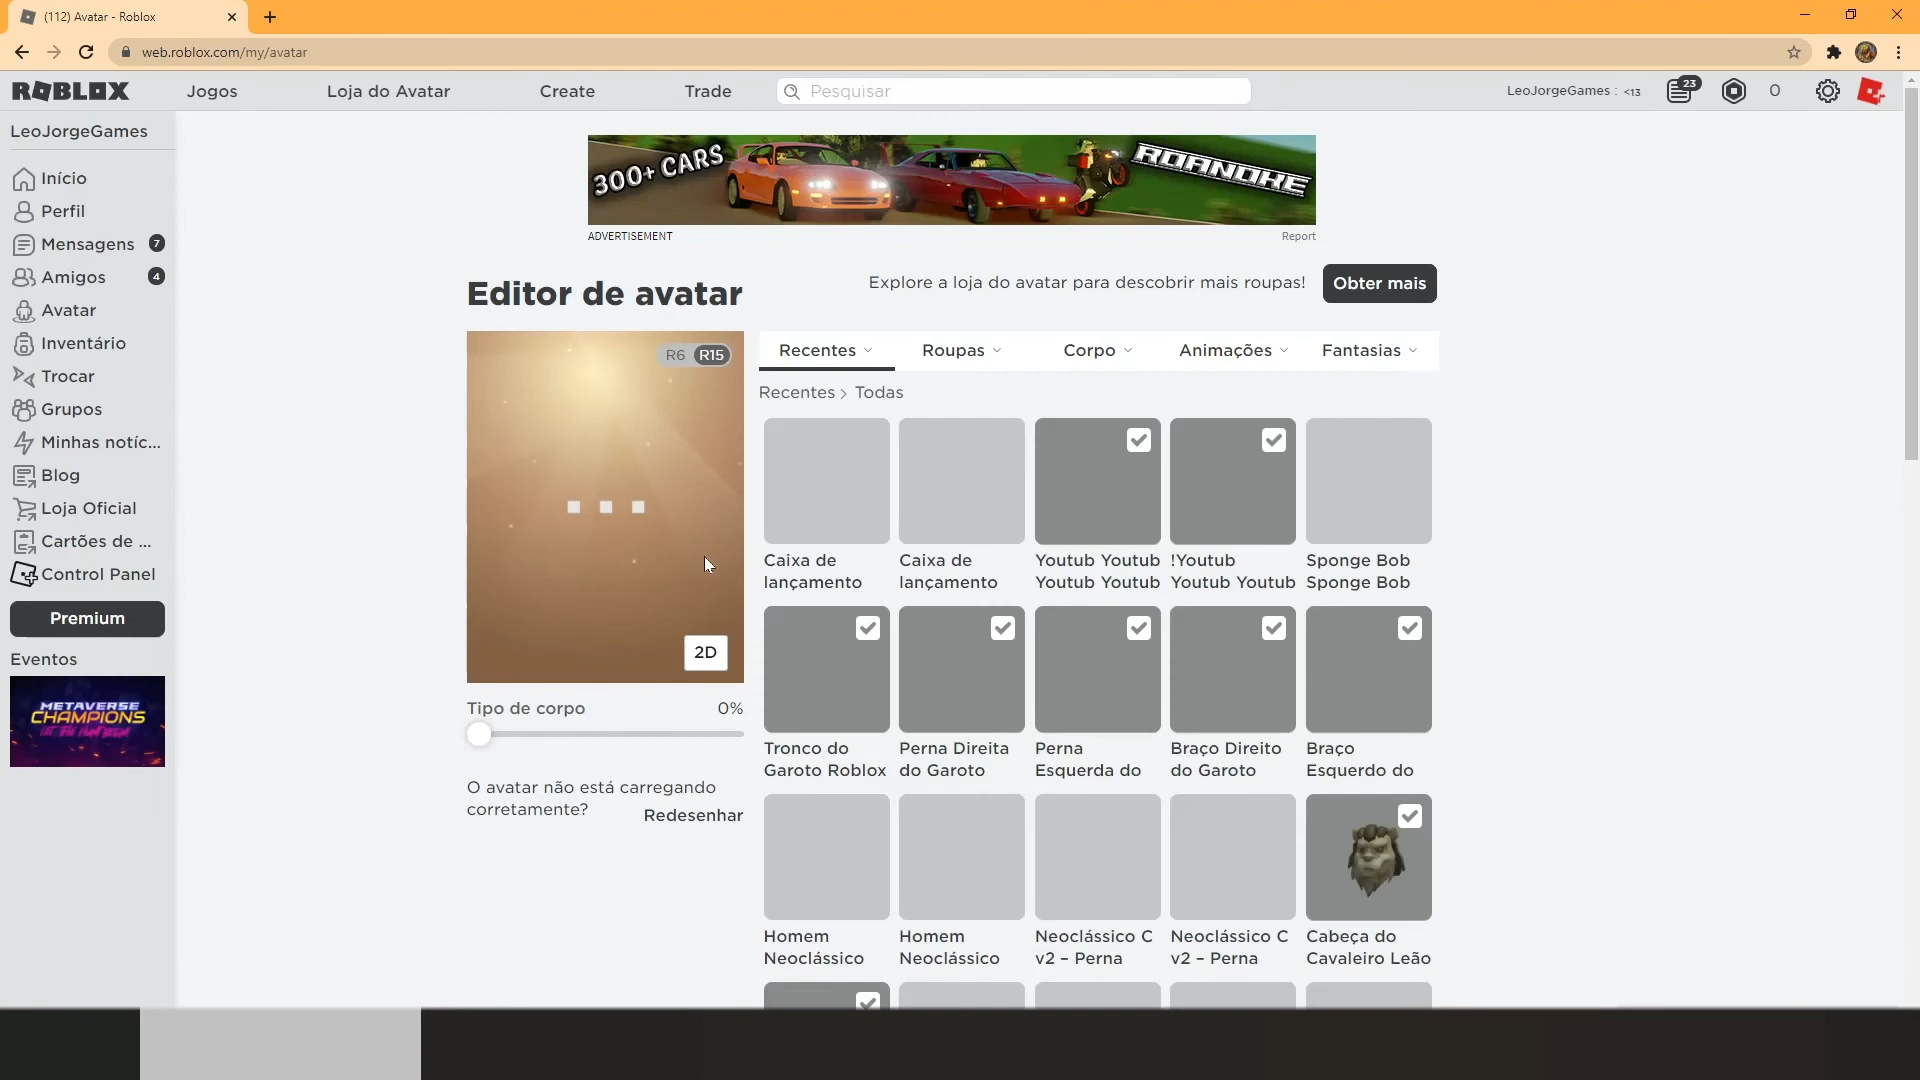 (112) Avatar - Roblox
web.roblox.com/my/avatar
ROBLOX
Jogos
Loja do Avatar
Create
Trade
Pesquisar
LeoJorgeGames : <13
23
0
LeoJorgeGames
Início
Perfil
Mensagens 7
Amigos 4
Avatar
Inventário
Trocar
Grupos
Minhas notíc...
Blog
Loja Oficial
Cartões de ...
Control Panel
Premium
Eventos
METAVERSE
CHAMPIONS
300+ CARS
ROANOKE
ADVERTISEMENT
Report
Editor de avatar
Explore a loja do avatar para descobrir mais roupas!
Obter mais
R6 R15
2D
Tipo de corpo 0%
O avatar não está carregando
corretamente?
Redesenhar
Recentes
Roupas
Corpo
Animações
Fantasias
Recentes > Todas
Caixa de
lançamento
Caixa de
lançamento
Youtub Youtub
Youtub Youtub
!Youtub
Youtub Youtub
Sponge Bob
Sponge Bob
Tronco do
Garoto Roblox
Perna Direita
do Garoto
Perna
Esquerda do
Braço Direito
do Garoto
Braço
Esquerdo do
Homem
Neoclássico
Homem
Neoclássico
Neoclássico C
v2 – Perna
Neoclássico C
v2 – Perna
Cabeça do
Cavaleiro Leão